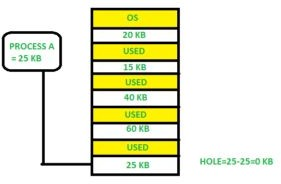 OS
20 KB
USED
15 KB
USED
40 KB
USED
60 KB
USED
25 KB
PROCESS A
= 25 KB
HOLE=25-25=0 KB